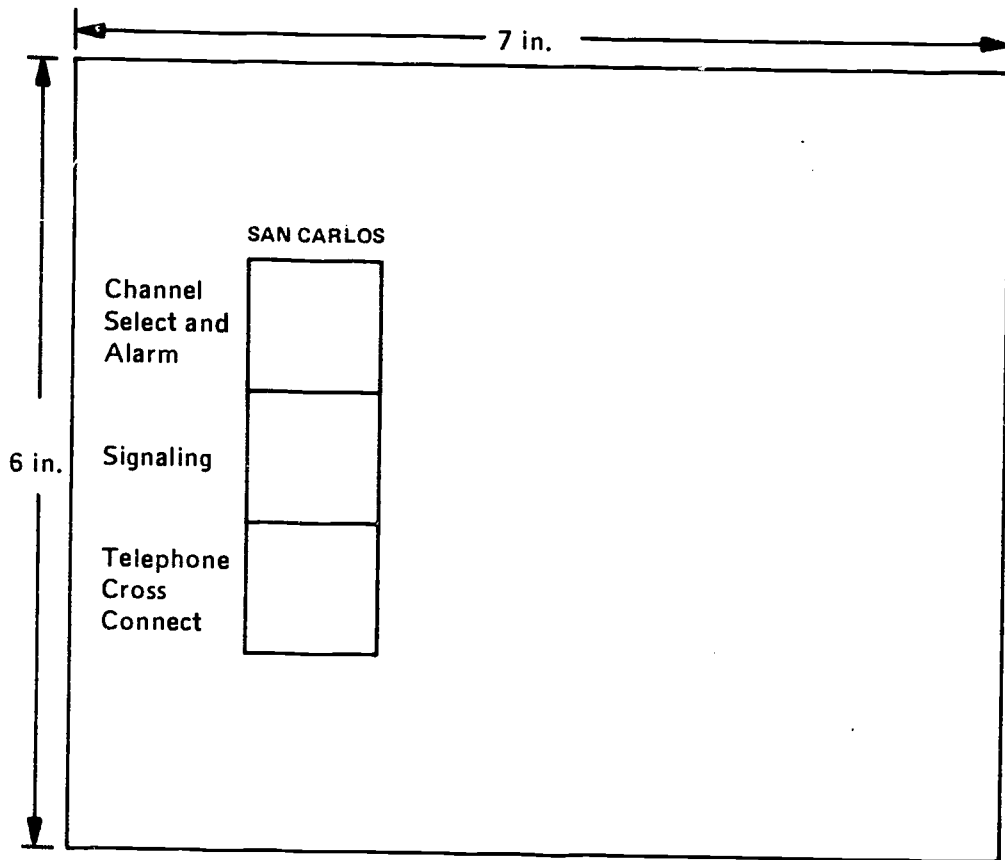 7 in.
SAN CARLOS
Channel
Select and
Alarm
6 in.
Signaling
Telephone
Cross
Connect